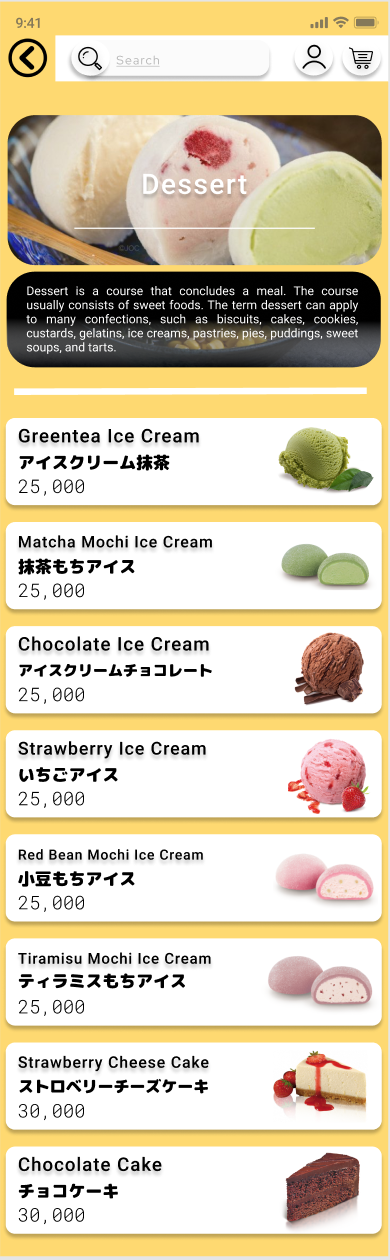 9:41
Search
Dessert
Dessert is a course that concludes a meal. The course
usually consists of sweet foods. The term dessert can apply
to many confections, such as biscuits, cakes, cookies,
custards, gelatins, ice creams, pastries, pies, puddings, sweet
soups, and tarts.
Greentea Ice Cream
アイスクリーム抹茶
25,000
Matcha Mochi Ice Cream
抹茶もちアイス
25,000
Chocolate Ice Cream
アイスクリームチョコレート
25,000
Strawberry Ice Cream
いちごアイス
25,000
Red Bean Mochi Ice Cream
小豆もちアイス
25,000
Tiramisu Mochi Ice Cream
ティラミスもちアイス
25,000
Strawberry Cheese Cake
ストロベリーチーズケーキ
30,000
Chocolate Cake
チョコケーキ
30,000